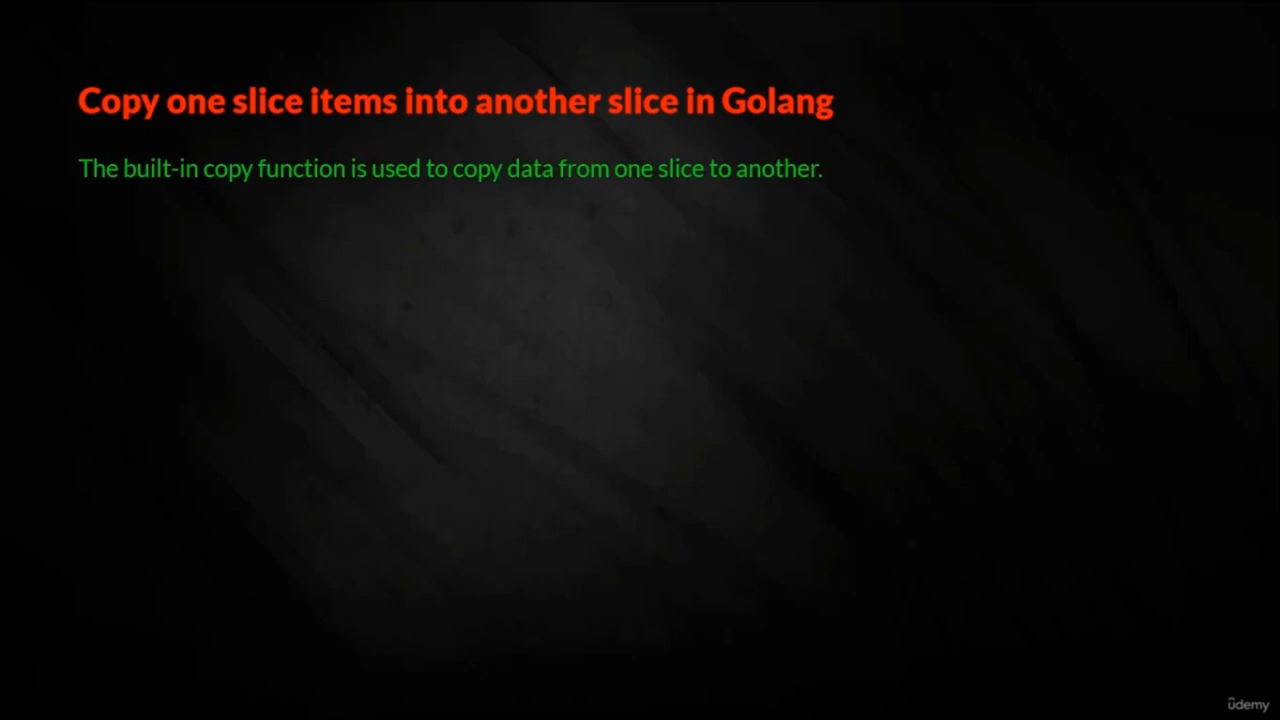 Copy one slice items into another slice in Golang
The built-in copy function is used to copy data from one slice to another.
ûdemy